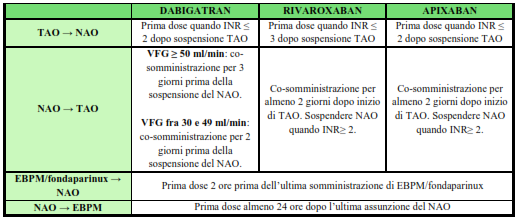 DABIGATRAN RIVAROXABAN APIXABAN
TAO → NAO
Prima dose quando INR ≤
2 dopo sospensione TAO
Prima dose quando INR ≤
3 dopo sospensione TAO
Prima dose quando INR ≤
2 dopo sospensione TAO
NAO → TAO
VFG ≥ 50 ml/min: co-
somministrazione per 3
giorni prima della
sospensione del NAO.
VFG fra 30 e 49 ml/min:
co-somministrazione per 2
giorni prima della
sospensione del NAO.
Co-somministrazione per
almeno 2 giorni dopo inizio
di TAO. Sospendere NAO
quando INR≥ 2.
Co-somministrazione per
almeno 2 giorni dopo inizio
di TAO. Sospendere NAO
quando INR≥ 2.
EBPM/fondaparinux →
NAO
Prima dose 2 ore prima dell'ultima somministrazione di EBPM/fondaparinux
NAO → EBPM
Prima dose almeno 24 ore dopo l'ultima assunzione del NAO